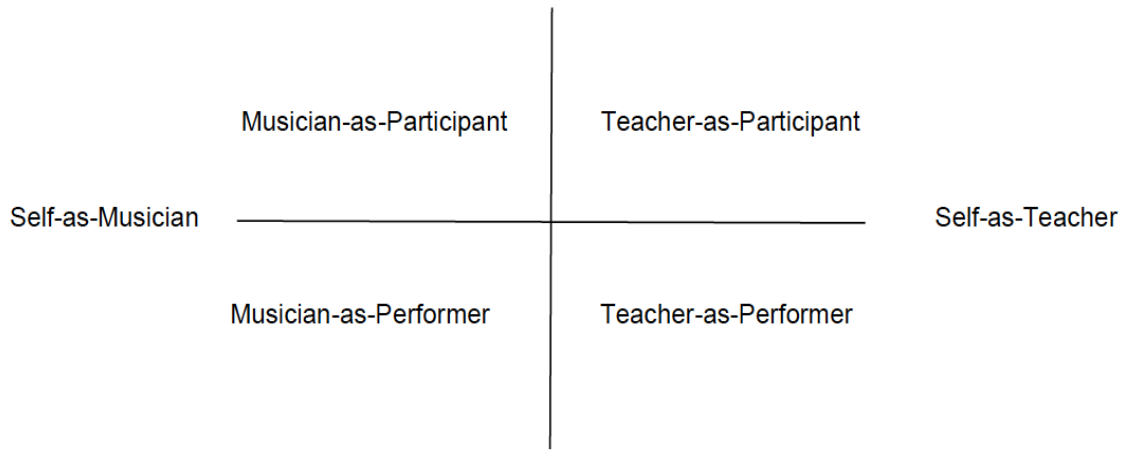 Musician-as-Participant
Teacher-as-Participant
Self-as-Musician
Self-as-Teacher
Musician-as-Performer
Teacher-as-Performer